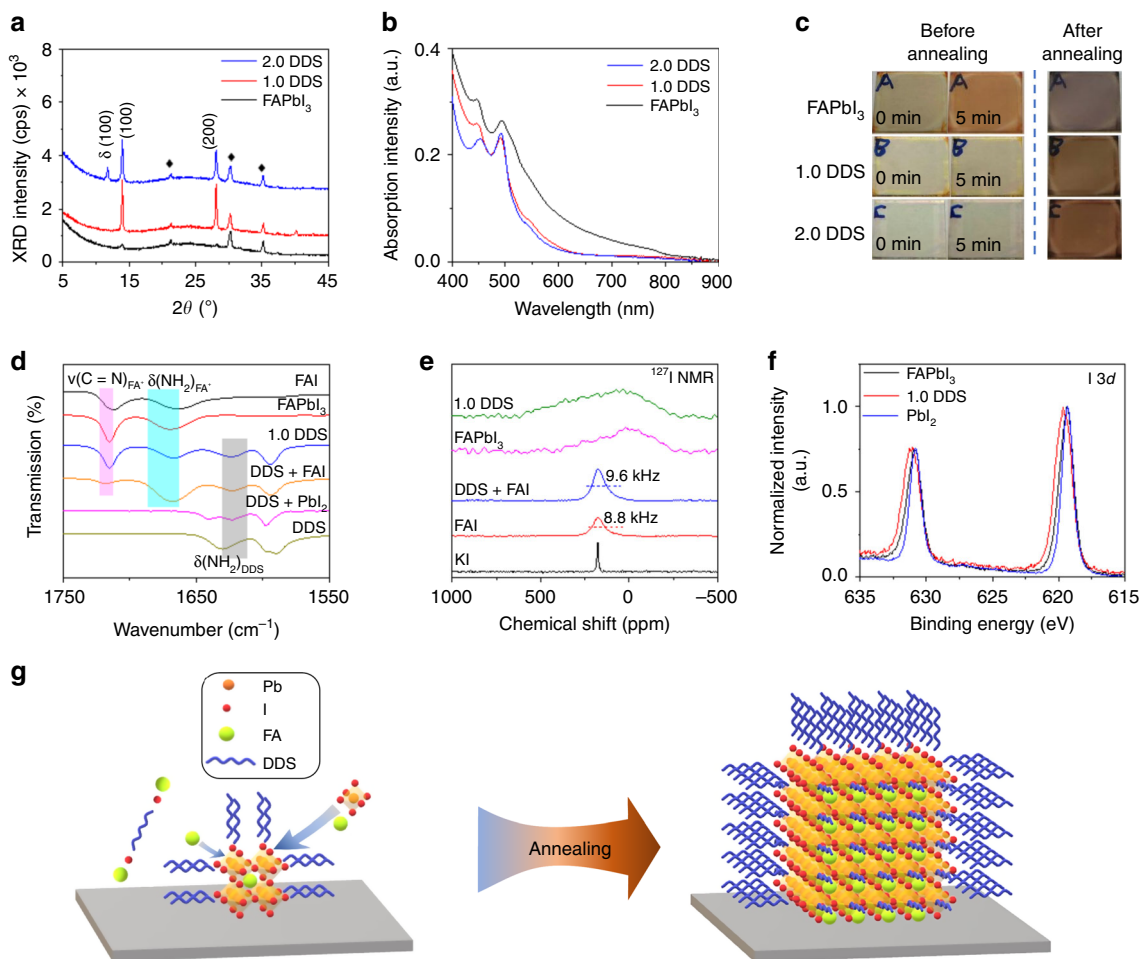 a
8
6
4
2
0
XRD intensity (cps) × 10³
2.0 DDS
1.0 DDS
FAPbI₃
δ (100)
(100)
(200)
♦ ♦ ♦
5 15 25 35 45
2θ (°)
b
0.4
0.2
0.0
Absorption intensity (a.u.)
2.0 DDS
1.0 DDS
FAPbI₃
400 500 600 700 800 900
Wavelength (nm)
c
Before annealing
After annealing
FAPbI₃
A
0 min
5 min
A
1.0 DDS
B
0 min
B
5 min
B
2.0 DDS
C
0 min
C
5 min
C
d
Transmission (%)
ν(C = N)FA⁺ δ(NH₂)FA⁺
FAI
FAPbI₃
1.0 DDS
DDS + FAI
DDS + PbI₂
DDS
δ(NH₂)DDS
1750 1650 1550
Wavenumber (cm⁻¹)
e
¹²⁷I NMR
1.0 DDS
FAPbI₃
DDS + FAI
9.6 kHz
FAI
8.8 kHz
KI
1000 500 0 −500
Chemical shift (ppm)
f
I 3d
FAPbI₃
1.0 DDS
PbI₂
Normalized intensity (a.u.)
1.0
0.5
0.0
635 630 625 620 615
Binding energy (eV)
g
Pb
I
FA
DDS
Annealing